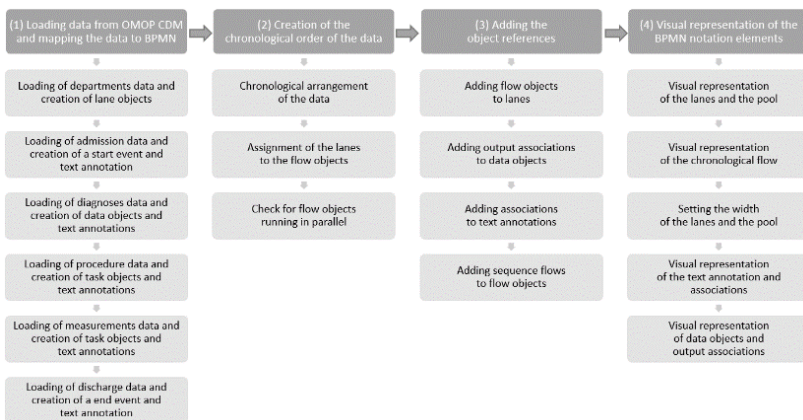 (1) Loading data from OMOP CDM
and mapping the data to BPMN
(2) Creation of the
chronological order of the data
(3) Adding the
object references
(4) Visual representation of the
BPMN notation elements
Loading of departments data and
creation of lane objects
Loading of admission data and
creation of a start event and
text annotation
Loading of diagnoses data and
creation of data objects and
text annotations
Loading of procedure data and
creation of task objects and
text annotations
Loading of measurements data and
creation of task objects and
text annotations
Loading of discharge data and
creation of a end event and
text annotation
Chronological arrangement
of the data
Assignment of the lanes
to the flow objects
Check for flow objects
running in parallel
Adding flow objects
to lanes
Adding output associations
to data objects
Adding associations
to text annotations
Adding sequence flows
to flow objects
Visual representation
of the lanes and the pool
Visual representation
of the chronological flow
Setting the width
of the lanes and the pool
Visual representation
of the text annotation and
associations
Visual representation
of data objects and
output associations